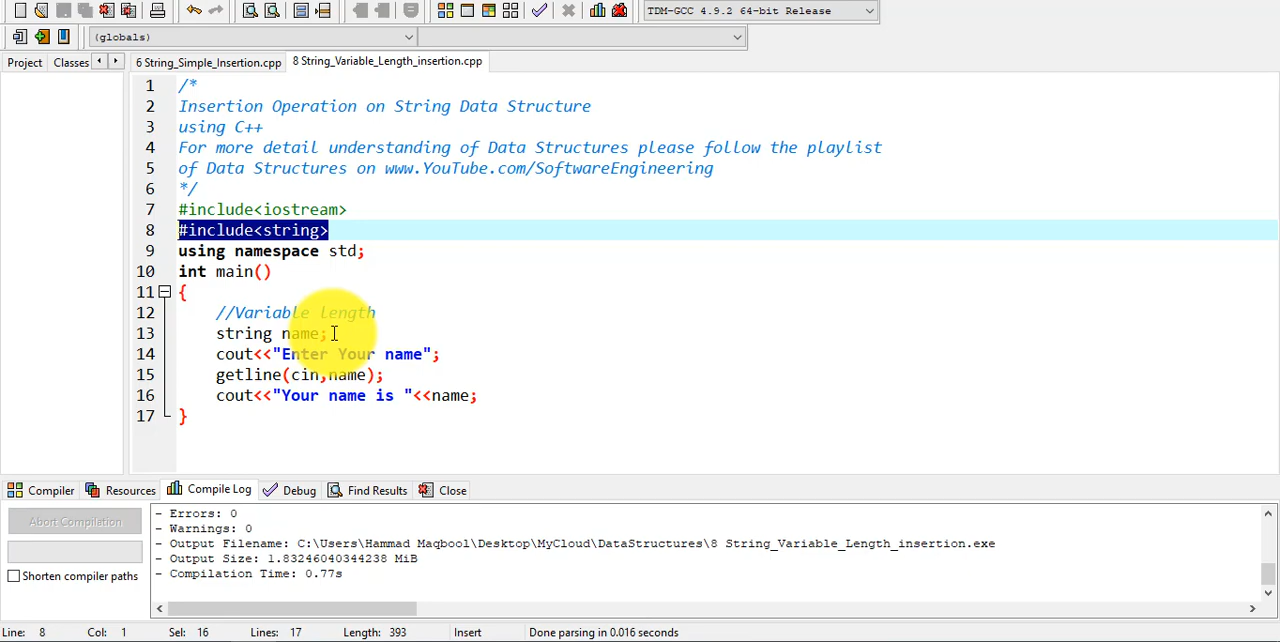 TDM-GCC 4.9.2 64-bit Release
(globals)
Project Classes 6 String_Simple_Insertion.cpp 8 String_Variable_Length_insertion.cpp
1 /*
2 Insertion Operation on String Data Structure
3 using C++
4 For more detail understanding of Data Structures please follow the playlist
5 of Data Structures on www.YouTube.com/SoftwareEngineering
6 */
7 #include<iostream>
8 #include<string>
9 using namespace std;
10 int main()
11 {
12 //Variable length
13 string name;
14 cout<<"Enter Your name";
15 getline(cin,name);
16 cout<<"Your name is "<<name;
17 }
Compiler Resources Compile Log Debug Find Results Close
Abort Compilation
Shorten compiler paths
- Errors: 0
- Warnings: 0
- Output Filename: C:\Users\Hammad Maqbool\Desktop\MyCloud\DataStructures\8 String_Variable_Length_insertion.exe
- Output Size: 1.83246040344238 MiB
- Compilation Time: 0.77s
Line: 8 Col: 1 Sel: 16 Lines: 17 Length: 393 Insert Done parsing in 0.016 seconds